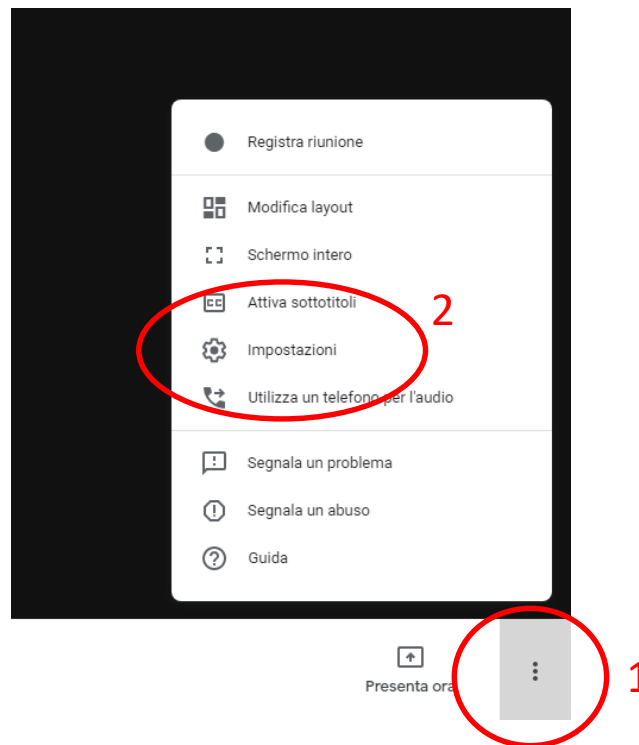 Registra riunione
Modifica layout
Schermo intero
Attiva sottotitoli
2
Impostazioni
Utilizza un telefono per l'audio
Segnala un problema
Segnala un abuso
Guida
Presenta ora
1